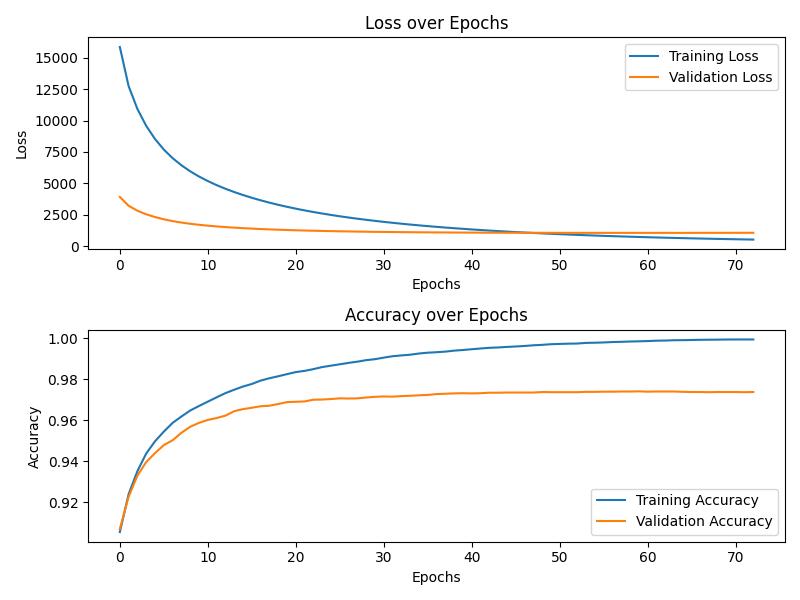 Loss over Epochs
15000
12500
10000
7500
5000
2500
0
Loss
Training Loss
Validation Loss
0 10 20 30 40 50 60 70
Epochs
Accuracy over Epochs
1.00
0.98
0.96
0.94
0.92
Accuracy
Training Accuracy
Validation Accuracy
0 10 20 30 40 50 60 70
Epochs